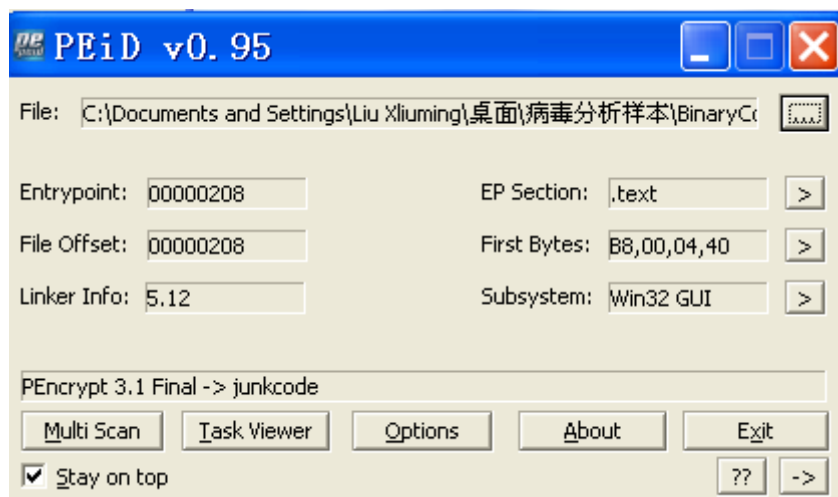 PEiD v0.95
File: C:\Documents and Settings\Liu Xliuming\桌面\病毒分析样本\BinaryCo ....
Entrypoint: 00000208 EP Section: .text >
File Offset: 00000208 First Bytes: B8,00,04,40 >
Linker Info: 5.12 Subsystem: Win32 GUI >
PEncrypt 3.1 Final -> junkcode
Multi Scan Task Viewer Options About Exit
Stay on top ?? ->